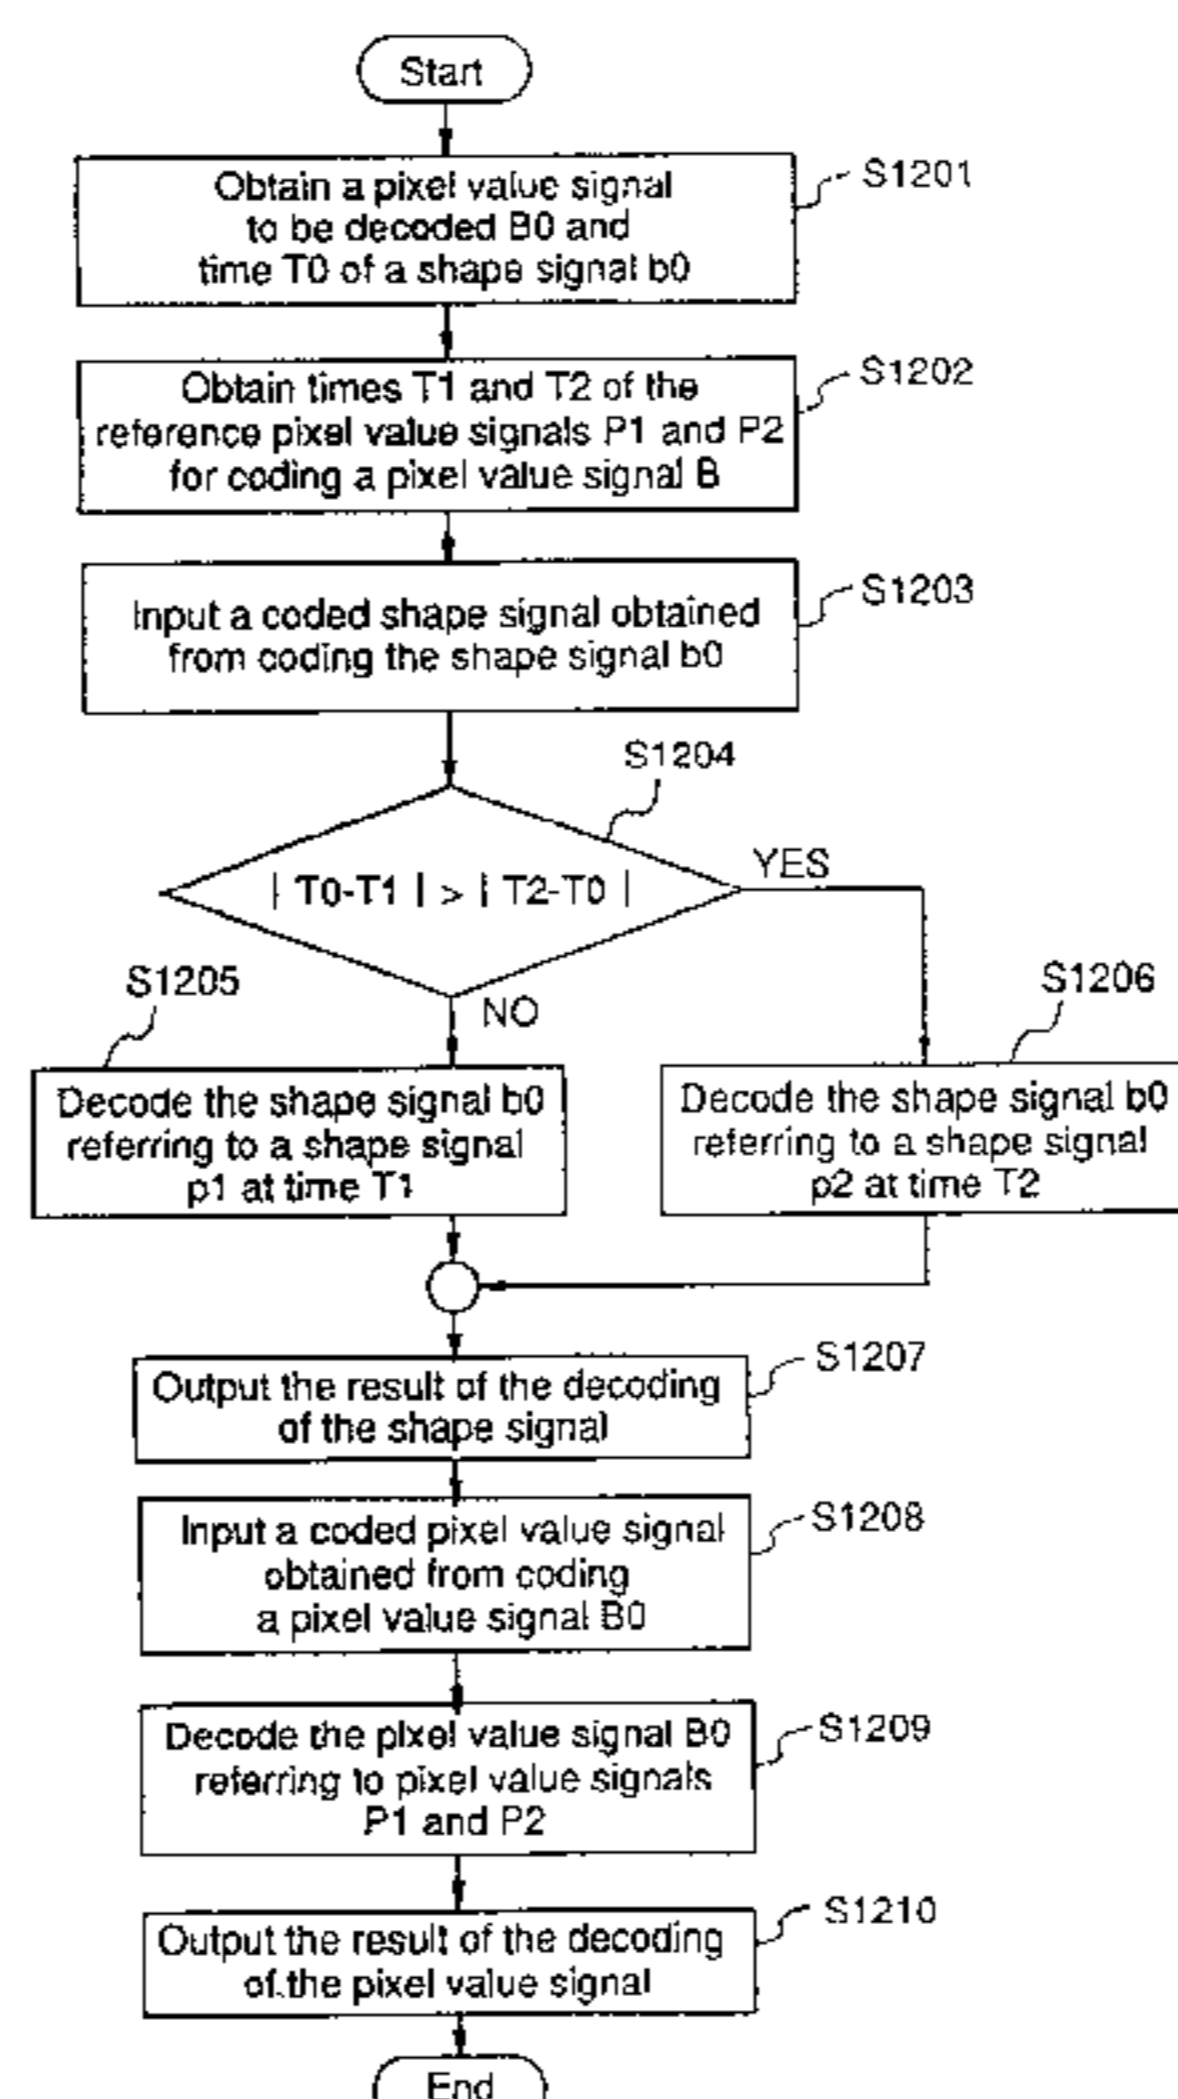 Start
S1201
Obtain a pixel value signal
to be decoded B0 and
time T0 of a shape signal b0
S1202
Obtain times T1 and T2 of the
reference pixel value signals P1 and P2
for coding a pixel value signal B
S1203
Input a coded shape signal obtained
from coding the shape signal b0
S1204
| T0-T1 | > | T2-T0 |
YES
NO
S1205
Decode the shape signal b0
referring to a shape signal
p1 at time T1
S1206
Decode the shape signal b0
referring to a shape signal
p2 at time T2
S1207
Output the result of the decoding
of the shape signal
S1208
Input a coded pixel value signal
obtained from coding
a pixel value signal B0
S1209
Decode the pixel value signal B0
referring to pixel value signals
P1 and P2
S1210
Output the result of the decoding
of the pixel value signal
End